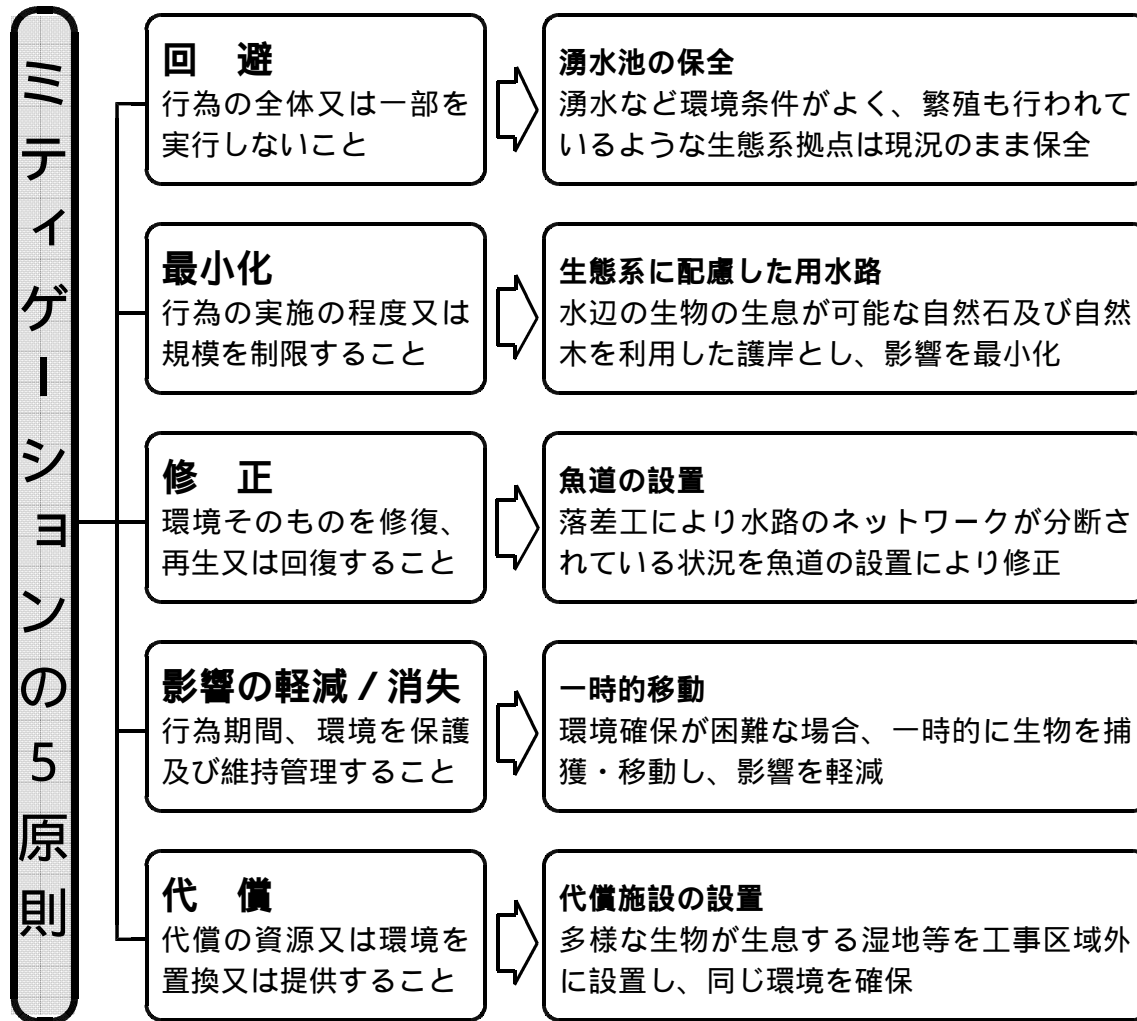 ミティゲーションの5原則
回　避
行為の全体又は一部を
実行しないこと
湧水池の保全
湧水など環境条件がよく、繁殖も行われて
いるような生態系拠点は現況のまま保全
最小化
行為の実施の程度又は
規模を制限すること
生態系に配慮した用水路
水辺の生物の生息が可能な自然石及び自然
木を利用した護岸とし、影響を最小化
修　正
環境そのものを修復、
再生又は回復すること
魚道の設置
落差工により水路のネットワークが分断さ
れている状況を魚道の設置により修正
影響の軽減/消失
行為期間、環境を保護
及び維持管理すること
一時的移動
環境確保が困難な場合、一時的に生物を捕
獲・移動し、影響を軽減
代　償
代償の資源又は環境を
置換又は提供すること
代償施設の設置
多様な生物が生息する湿地等を工事区域外
に設置し、同じ環境を確保